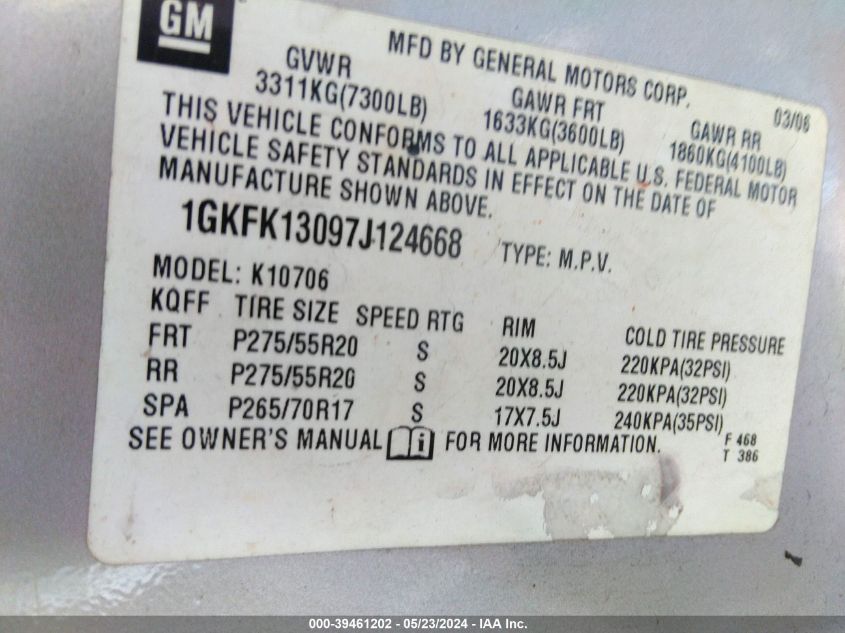 GM
MFD BY GENERAL MOTORS CORP.
03/06
GVWR
GAWR FRT
GAWR RR
3311KG(7300LB)
1633KG(3600LB)
1860KG(4100LB)
THIS VEHICLE CONFORMS TO ALL APPLICABLE U.S. FEDERAL MOTOR
VEHICLE SAFETY STANDARDS IN EFFECT ON THE DATE OF
MANUFACTURE SHOWN ABOVE.
1GKFK13097J124668 TYPE: M.P.V.
MODEL: K10706
KQFF TIRE SIZE SPEED RTG RIM COLD TIRE PRESSURE
FRT P275/55R20 S 20X8.5J 220KPA(32PSI)
RR P275/55R20 S 20X8.5J 220KPA(32PSI)
SPA P265/70R17 S 17X7.5J 240KPA(35PSI)
SEE OWNER'S MANUAL i FOR MORE INFORMATION.
F 468
T 386
000-39461202 - 05/23/2024 - IAA Inc.